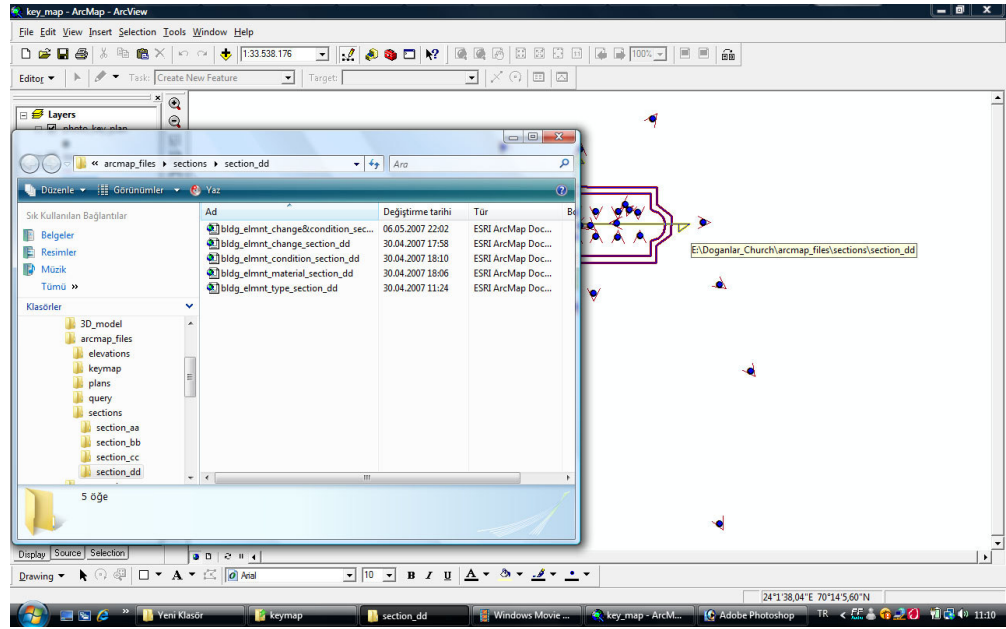 key_map - ArcMap - ArcView
File Edit View Insert Selection Tools Window Help
1:33.538.176
100%
Editor Task: Create New Feature Target:
Layers
photo_key_plan
« arcmap_files ▸ sections ▸ section_dd
Ara
Düzenle Görünümler Yaz
Sık Kullanılan Bağlantılar
Belgeler
Resimler
Müzik
Tümü »
Klasörler
3D_model
arcmap_files
elevations
keymap
plans
query
sections
section_aa
section_bb
section_cc
section_dd
Ad Değiştirme tarihi Tür
bldg_elmnt_change&condition_sec... 06.05.2007 22:02 ESRI ArcMap Doc...
bldg_elmnt_change_section_dd 30.04.2007 17:58 ESRI ArcMap Doc...
bldg_elmnt_condition_section_dd 30.04.2007 18:10 ESRI ArcMap Doc...
bldg_elmnt_material_section_dd 30.04.2007 18:06 ESRI ArcMap Doc...
bldg_elmnt_type_section_dd 30.04.2007 11:24 ESRI ArcMap Doc...
5 öğe
E:\Doganlar_Church\arcmap_files\sections\section_dd
Display Source Selection
Drawing A Arial 10 B I U A
24°1'38,04"E 70°14'5,60"N
Yeni Klasör keymap section_dd Windows Movie ... key_map - ArcM... Adobe Photoshop TR 11:10